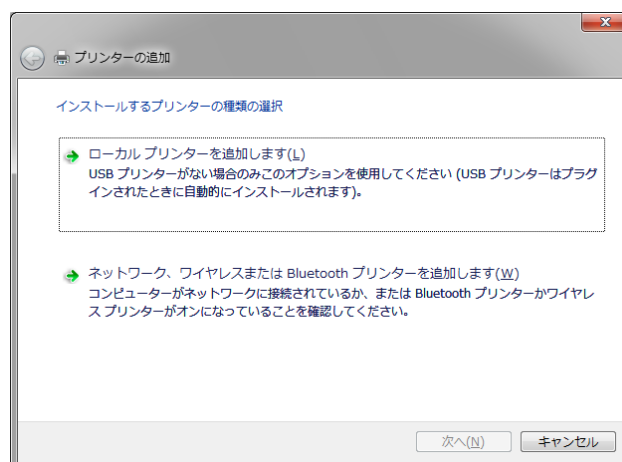 プリンターの追加
インストールするプリンターの種類の選択
ローカル プリンターを追加します(L)
USB プリンターがない場合のみこのオプションを使用してください (USB プリンターはプラグ
インされたときに自動的にインストールされます)。
ネットワーク、ワイヤレスまたは Bluetooth プリンターを追加します(W)
コンピューターがネットワークに接続されているか、または Bluetooth プリンターかワイヤレ
ス プリンターがオンになっていることを確認してください。
次へ(N)
キャンセル